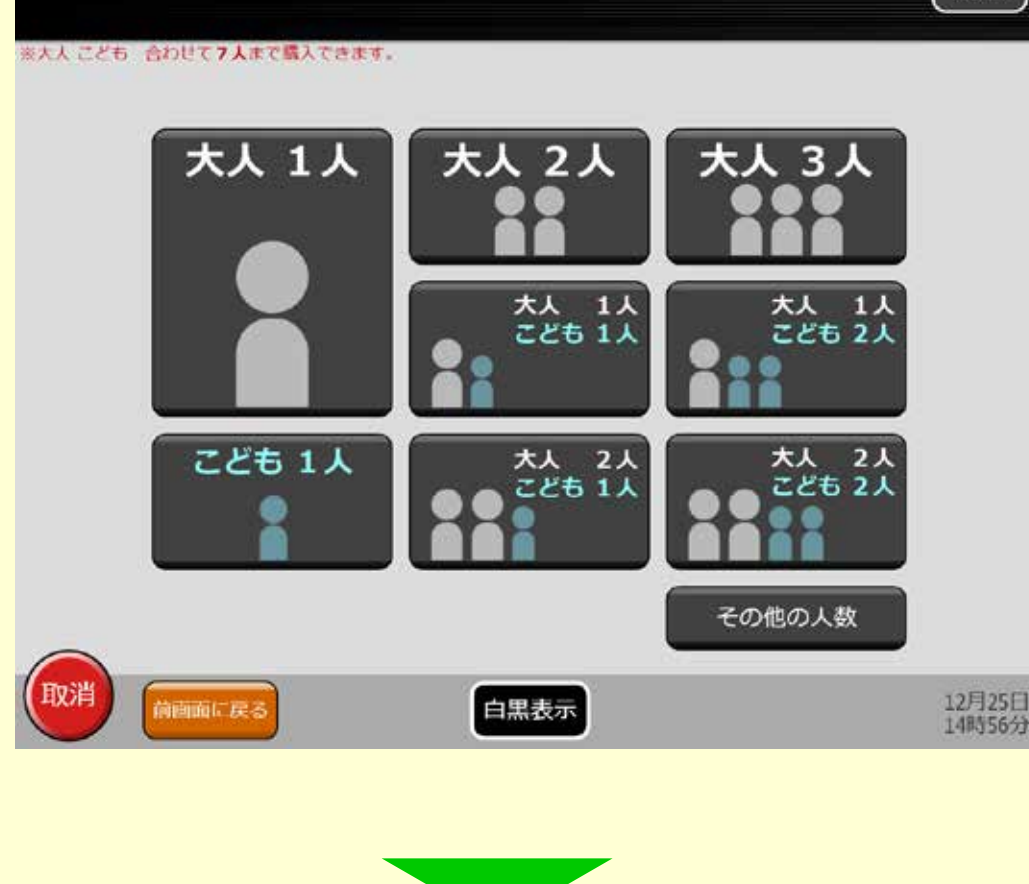 ※大人 こども 合わせて7人まで購入できます。
大人 1人
大人 2人
大人 3人
大人 1人
こども 1人
大人 1人
こども 2人
こども 1人
大人 2人
こども 1人
大人 2人
こども 2人
その他の人数
取消
前画面に戻る
白黒表示
12月25日
14時56分